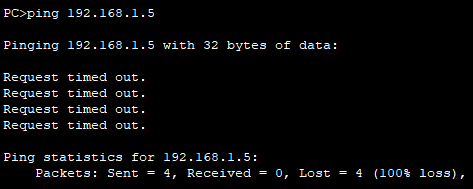 PC>ping 192.168.1.5
Pinging 192.168.1.5 with 32 bytes of data:
Request timed out.
Request timed out.
Request timed out.
Request timed out.
Ping statistics for 192.168.1.5:
Packets: Sent = 4, Received = 0, Lost = 4 (100% loss),